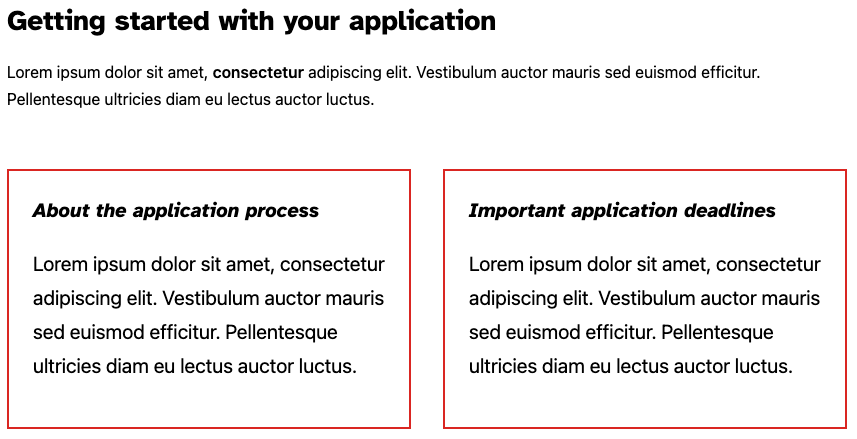 Getting started with your application
Lorem ipsum dolor sit amet, consectetur adipiscing elit. Vestibulum auctor mauris sed euismod efficitur.
Pellentesque ultricies diam eu lectus auctor luctus.
About the application process
Lorem ipsum dolor sit amet, consectetur
adipiscing elit. Vestibulum auctor mauris
sed euismod efficitur. Pellentesque
ultricies diam eu lectus auctor luctus.
Important application deadlines
Lorem ipsum dolor sit amet, consectetur
adipiscing elit. Vestibulum auctor mauris
sed euismod efficitur. Pellentesque
ultricies diam eu lectus auctor luctus.